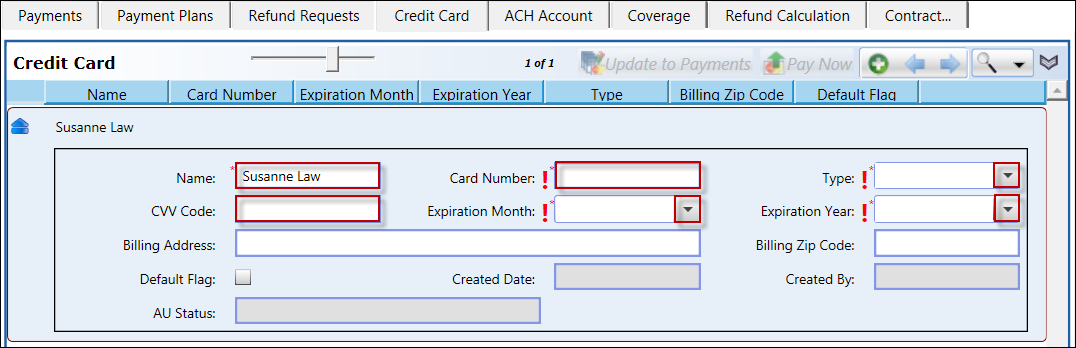 Payments Payment Plans Refund Requests Credit Card ACH Account Coverage Refund Calculation Contract...
Credit Card 1 of 1 Update to Payments Pay Now
Name Card Number Expiration Month Expiration Year Type Billing Zip Code Default Flag
Susanne Law
Name: * Susanne Law Card Number: ! * Type: ! *
CVV Code: Expiration Month: ! * Expiration Year: ! *
Billing Address: Billing Zip Code:
Default Flag: Created Date: Created By:
AU Status: